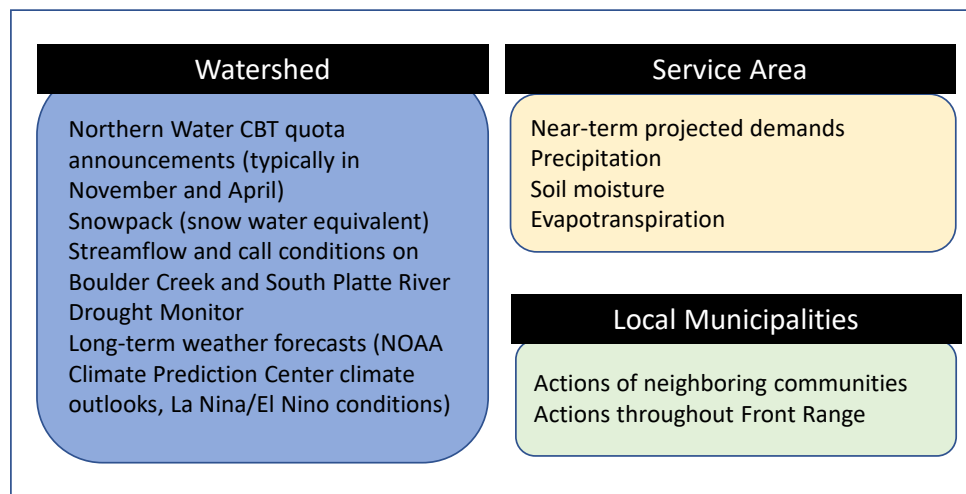 Watershed
Northern Water CBT quota
announcements (typically in
November and April)
Snowpack (snow water equivalent)
Streamflow and call conditions on
Boulder Creek and South Platte River
Drought Monitor
Long-term weather forecasts (NOAA
Climate Prediction Center climate
outlooks, La Nina/El Nino conditions)
Service Area
Near-term projected demands
Precipitation
Soil moisture
Evapotranspiration
Local Municipalities
Actions of neighboring communities
Actions throughout Front Range